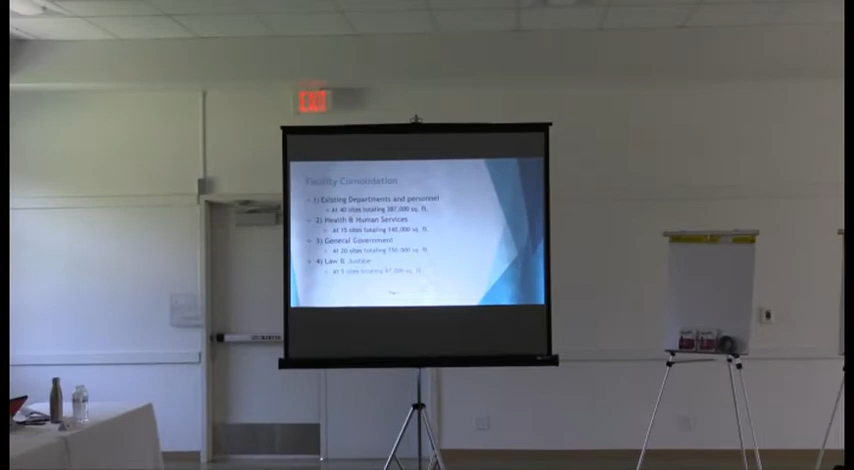 EXIT
Facility Consolidation
1) Existing Departments and personnel
At 40 sites totaling 387,000 sq. ft.
2) Health & Human Services
At 15 sites totaling 140,000 sq. ft.
3) General Government
At 20 sites totaling 150,000 sq. ft.
4) Law & Justice
At 5 sites totaling 97,000 sq. ft.